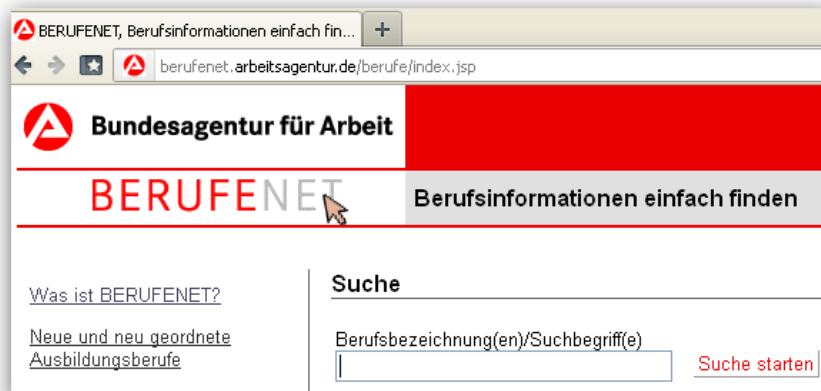 BERUFENET, Berufsinformationen einfach fin...
berufenet.arbeitsagentur.de/berufe/index.jsp
Bundesagentur für Arbeit
BERUFENET
Berufsinformationen einfach finden
Was ist BERUFENET?
Neue und neu geordnete
Ausbildungsberufe
Suche
Berufsbezeichnung(en)/Suchbegriff(e)
Suche starten